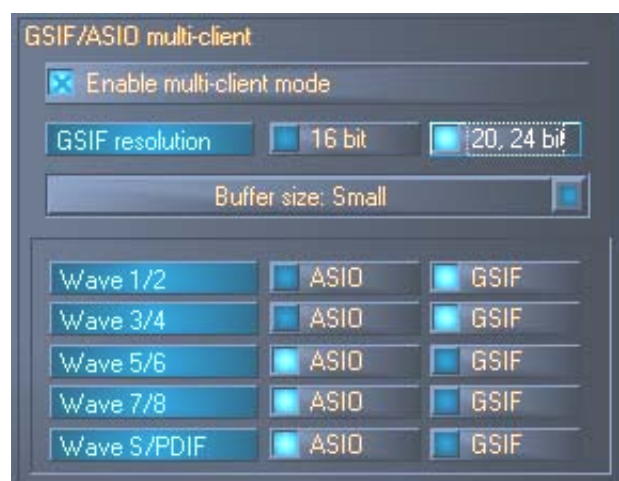 GSIF/ASIO multi-client
Enable multi-client mode
GSIF resolution 16 bit 20, 24 bit
Buffer size: Small
Wave 1/2 ASIO GSIF
Wave 3/4 ASIO GSIF
Wave 5/6 ASIO GSIF
Wave 7/8 ASIO GSIF
Wave S/PDIF ASIO GSIF